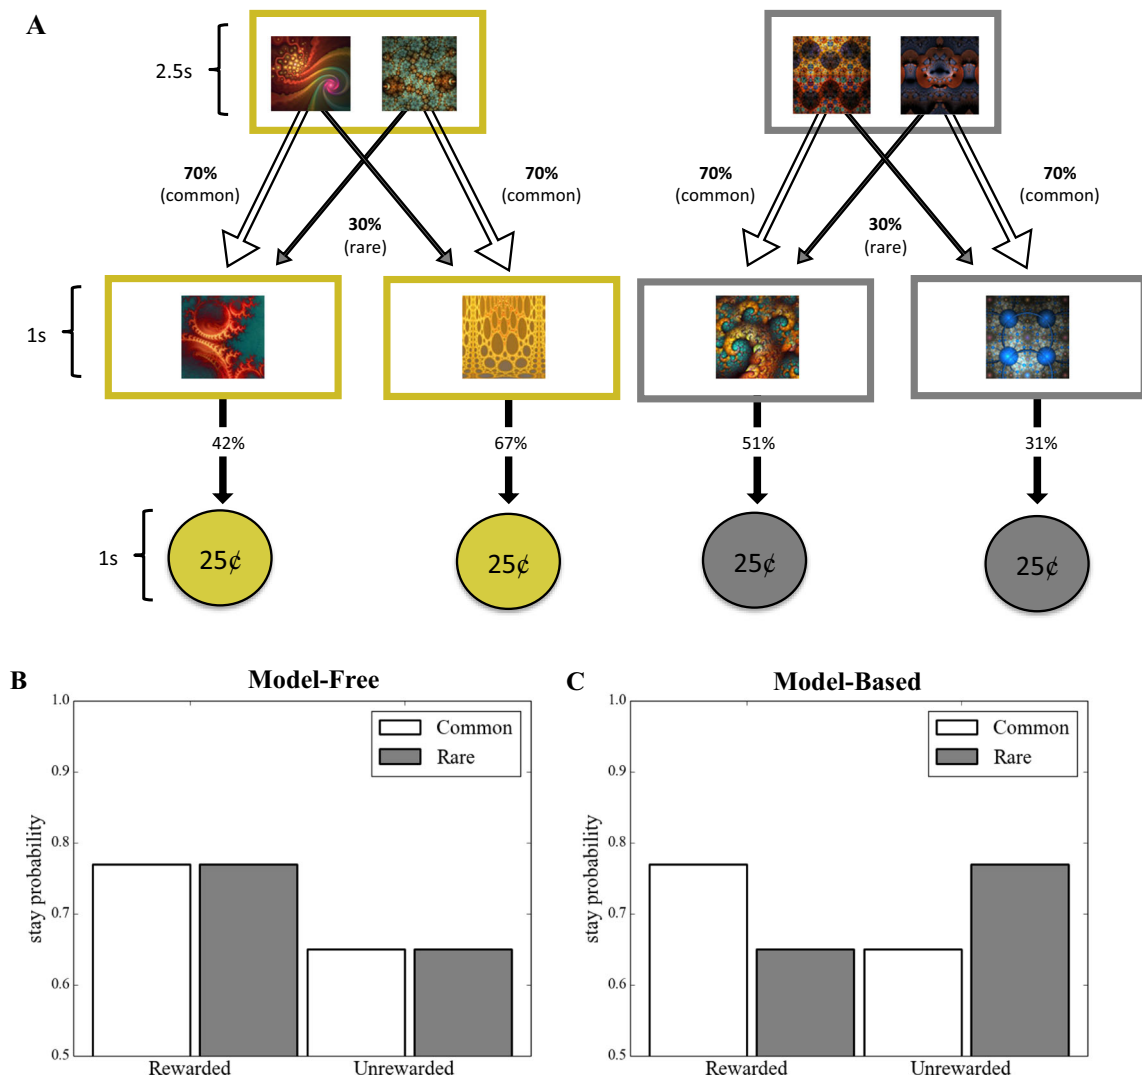 A
2.5s
70%
(common)
30%
(rare)
70%
(common)
70%
(common)
30%
(rare)
70%
(common)
1s
42%
67%
51%
31%
1s
25¢
25¢
25¢
25¢
B
Model-Free
1.0
0.9
0.8
0.7
0.6
0.5
stay probability
Common
Rare
Rewarded
Unrewarded
C
Model-Based
1.0
0.9
0.8
0.7
0.6
0.5
stay probability
Common
Rare
Rewarded
Unrewarded